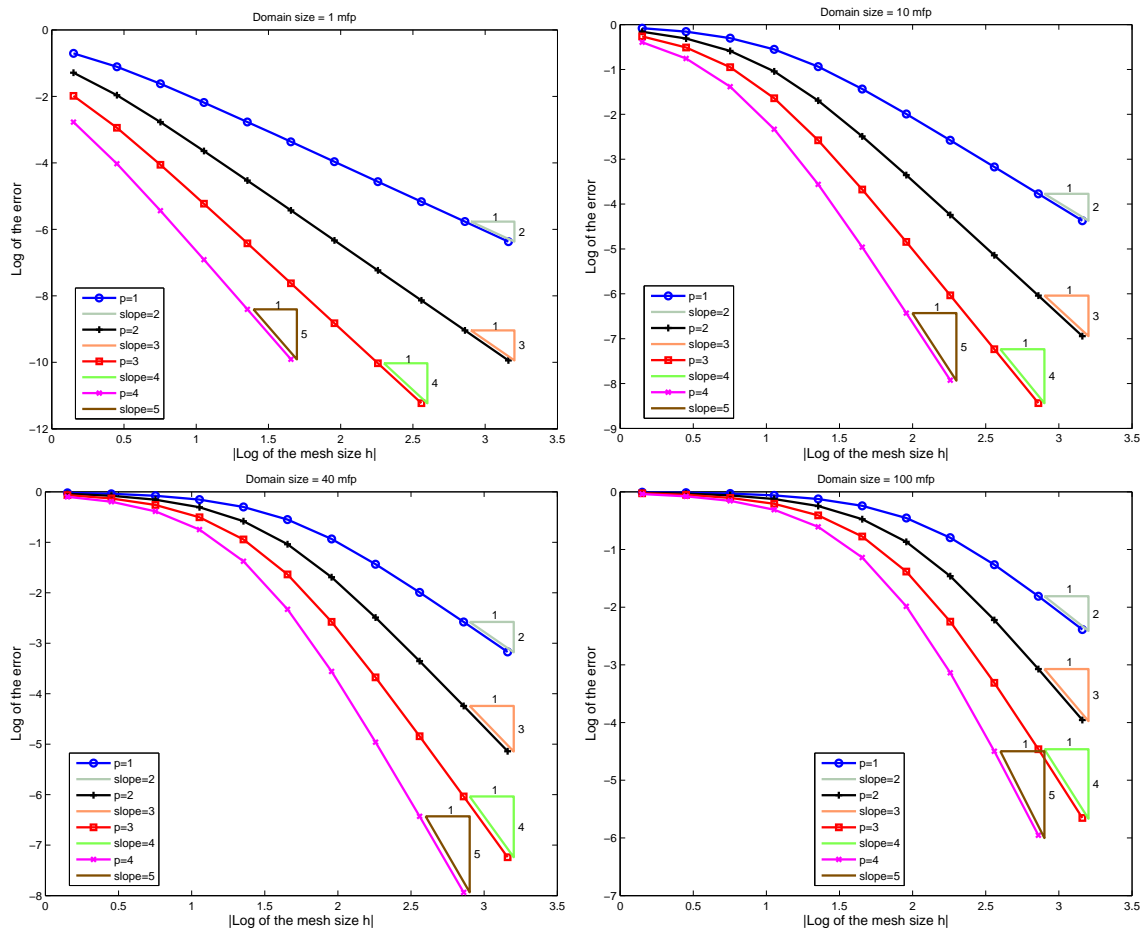 Domain size = 1 mfp
0
−2
−4
−6
−8
−10
−12
Log of the error
1
2
1
3
1
4
1
5
p=1
slope=2
p=2
slope=3
p=3
slope=4
p=4
slope=5
0 0.5 1 1.5 2 2.5 3 3.5
|Log of the mesh size h|
Domain size = 10 mfp
0
−1
−2
−3
−4
−5
−6
−7
−8
−9
Log of the error
1
2
1
3
1
5
1
4
p=1
slope=2
p=2
slope=3
p=3
slope=4
p=4
slope=5
0 0.5 1 1.5 2 2.5 3 3.5
|Log of the mesh size h|
Domain size = 40 mfp
0
−1
−2
−3
−4
−5
−6
−7
−8
Log of the error
1
2
1
3
1
4
1
5
p=1
slope=2
p=2
slope=3
p=3
slope=4
p=4
slope=5
0 0.5 1 1.5 2 2.5 3 3.5
|Log of the mesh size h|
Domain size = 100 mfp
0
−1
−2
−3
−4
−5
−6
−7
Log of the error
1
2
1
3
1
4
1
5
p=1
slope=2
p=2
slope=3
p=3
slope=4
p=4
slope=5
0 0.5 1 1.5 2 2.5 3 3.5
|Log of the mesh size h|